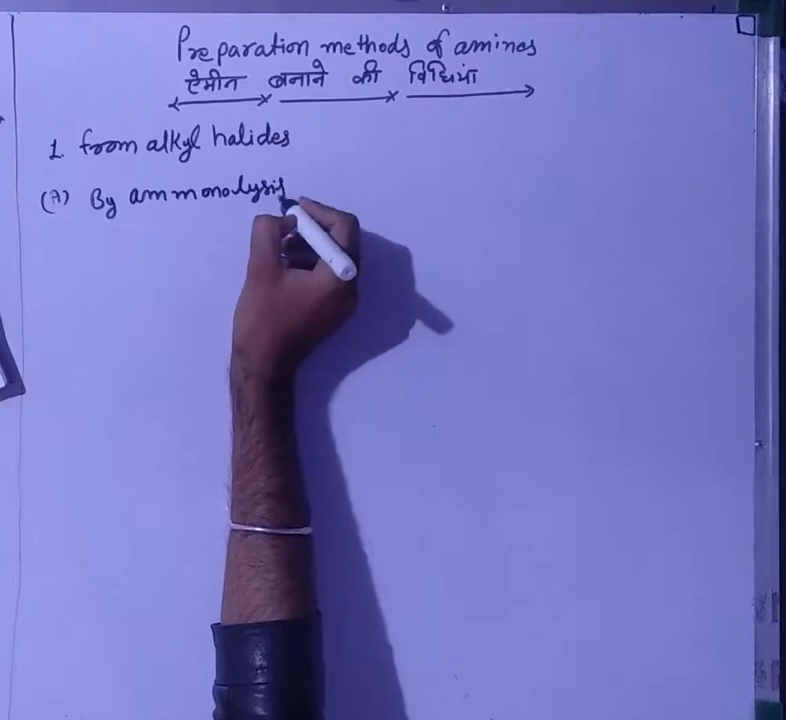 Preparation methods of amines
ऐमीन बनाने की विधियां
1. from alkyl halides
(A) By ammonolysis